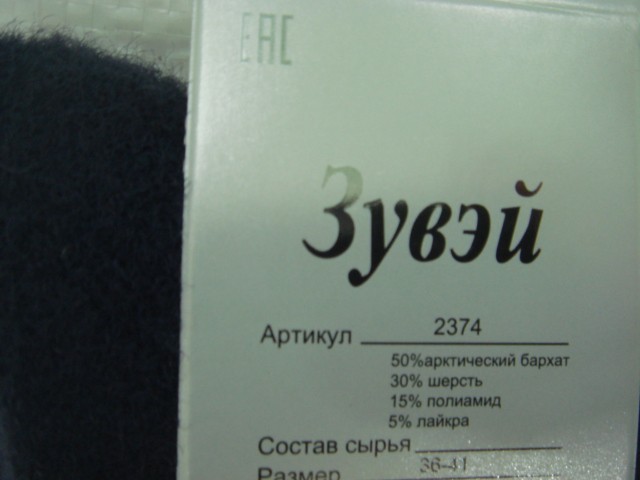 EAC
Зувэй
Артикул 2374
50%арктический бархат
30% шерсть
15% полиамид
5% лайкра
Состав сырья
36-41
Размер